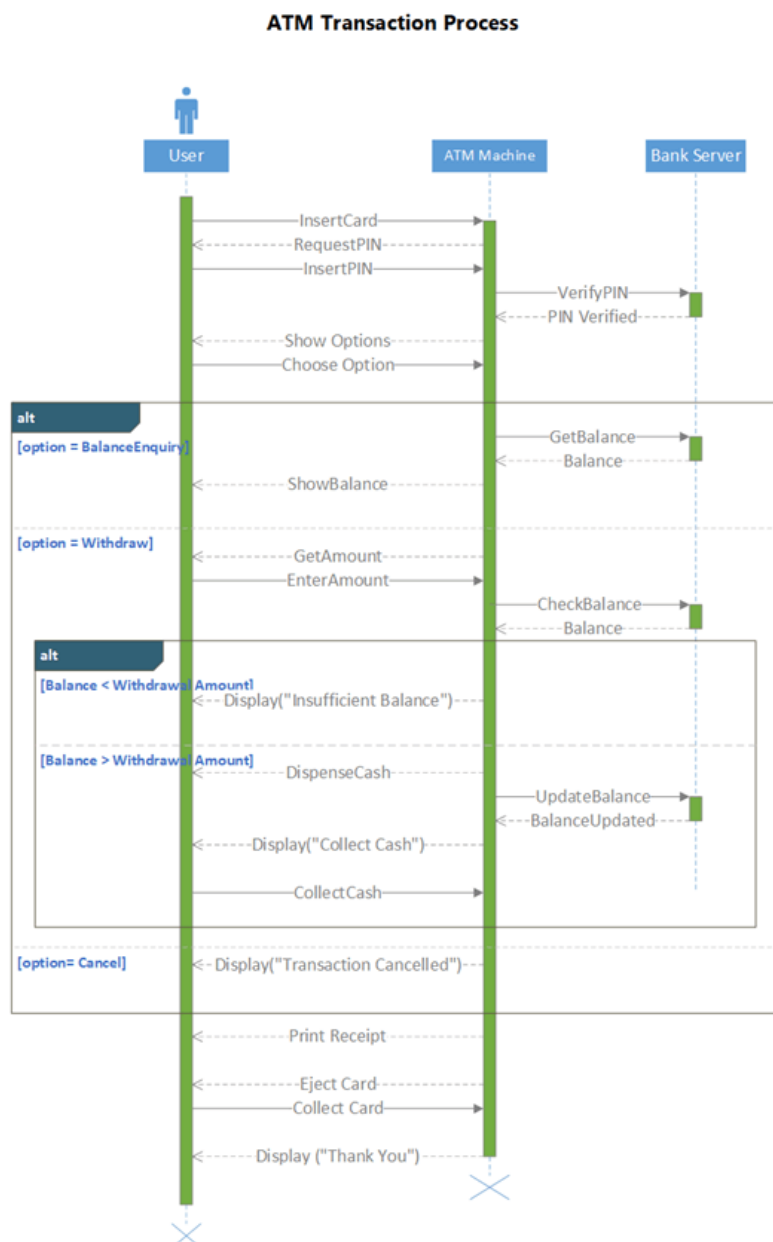 ATM Transaction Process
User
ATM Machine
Bank Server
InsertCard
RequestPIN
InsertPIN
VerifyPIN
PIN Verified
Show Options
Choose Option
alt
[option = BalanceEnquiry]
GetBalance
Balance
ShowBalance
[option = Withdraw]
GetAmount
EnterAmount
CheckBalance
Balance
alt
[Balance < Withdrawal Amount]
Display("Insufficient Balance")
[Balance > Withdrawal Amount]
DispenseCash
UpdateBalance
BalanceUpdated
Display("Collect Cash")
CollectCash
[option= Cancel]
Display("Transaction Cancelled")
Print Receipt
Eject Card
Collect Card
Display ("Thank You")